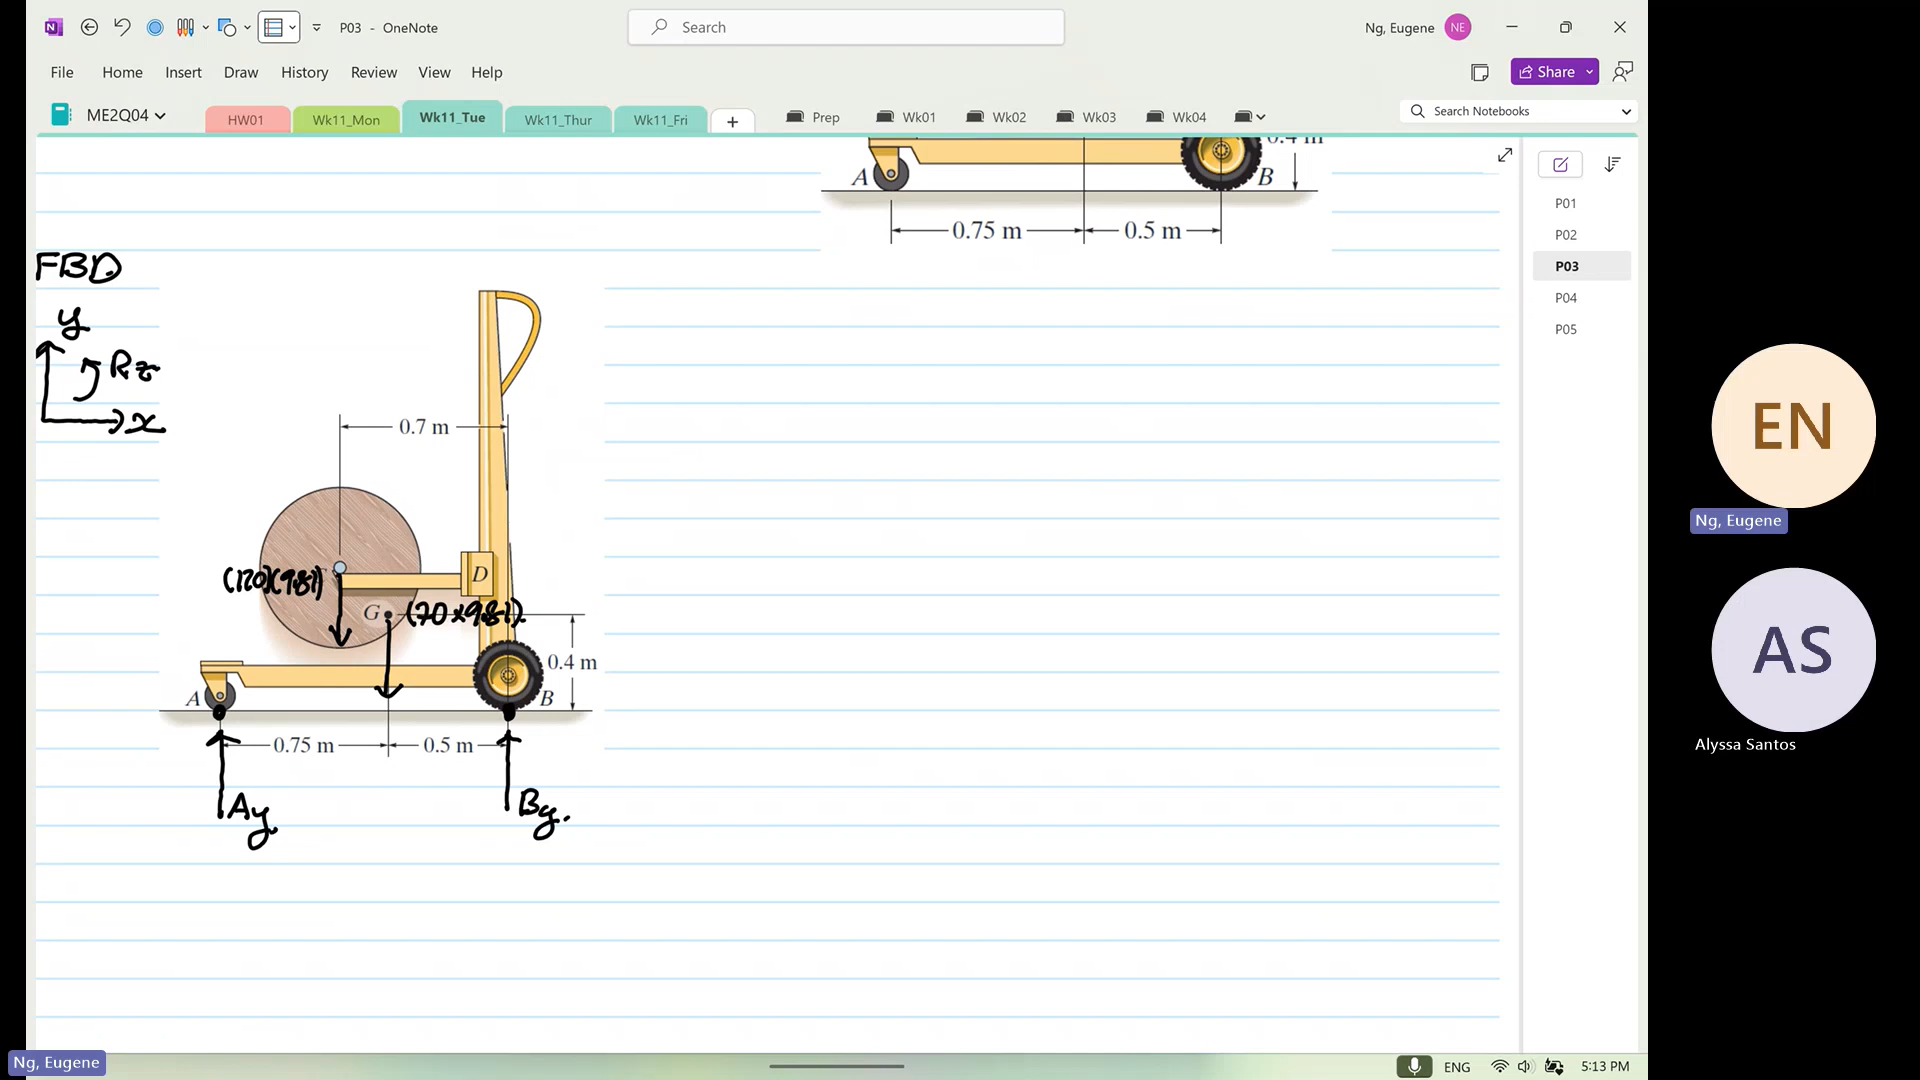 P03 - OneNote
Search
Ng, Eugene
NE
File Home Insert Draw History Review View Help
Share
ME2Q04
HW01
Wk11_Mon
Wk11_Tue
Wk11_Thur
Wk11_Fri
Prep
Wk01
Wk02
Wk03
Wk04
Search Notebooks
P01
P02
P03
P04
P05
0.4 m
A
B
0.75 m
0.5 m
FBD
y
Rz
x
0.7 m
D
(120)(9.81)
G
(70×9.81).
0.4 m
A
B
0.75 m
0.5 m
Ay
By.
EN
Ng, Eugene
AS
Alyssa Santos
Ng, Eugene
ENG
5:13 PM